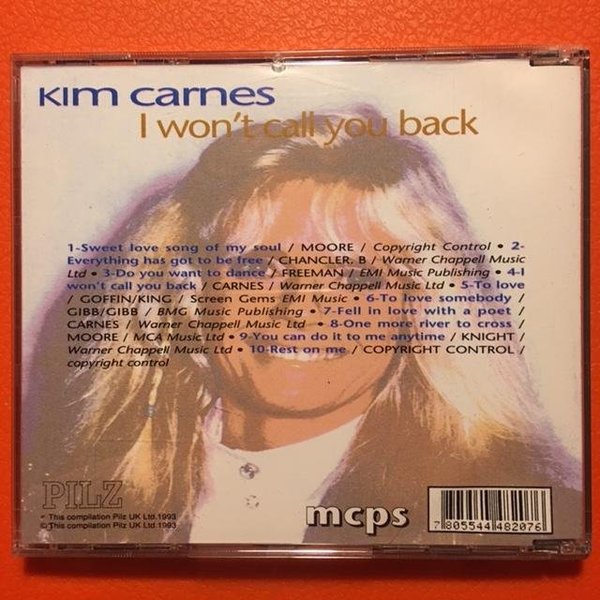 Kim Carnes
I won't call you back
1-Sweet love song of my soul / MOORE / Copyright Control • 2-
Everything has got to be free / CHANCLER, B / Warner Chappell Music
Ltd • 3-Do you want to dance / FREEMAN / EMI Music Publishing • 4-I
won't call you back / CARNES / Warner Chappell Music Ltd • 5-To love
/ GOFFIN/KING / Screen Gems EMI Music • 6-To love somebody /
GIBB/GIBB / BMG Music Publishing • 7-Fell in love with a poet /
CARNES / Warner Chappell Music Ltd • 8-One more river to cross /
MOORE / MCA Music Ltd • 9-You can do it to me anytime / KNIGHT /
Warner Chappell Music Ltd • 10-Rest on me / COPYRIGHT CONTROL /
copyright control
PILZ
℗ This compilation Pilz UK Ltd.1993
© This compilation Pilz UK Ltd.1993
mcps
7 805544 482076